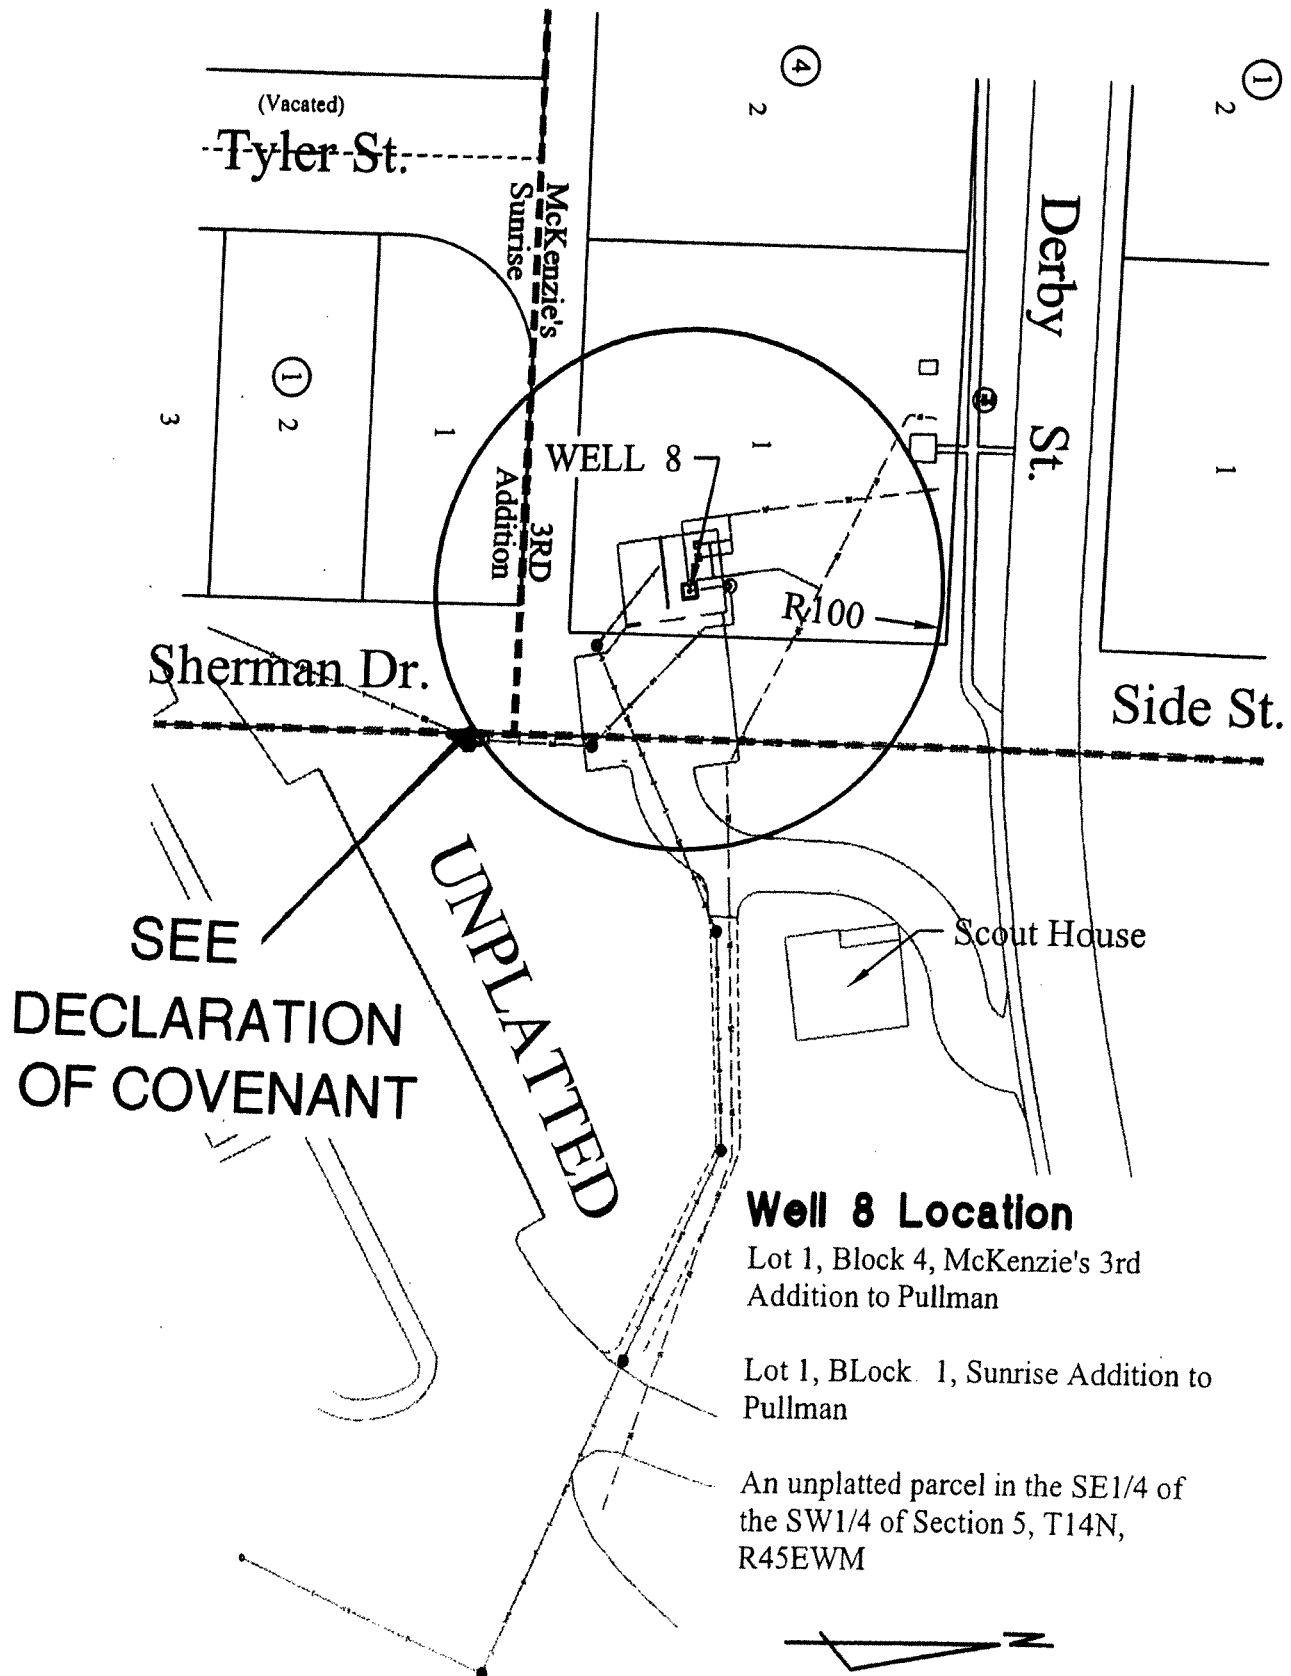 4
2
1
2
(Vacated)
Tyler St.
McKenzie's
Sunrise
Derby St.
1
2
3
1
1
1
WELL 8
3RD
Addition
R100
Sherman Dr.
Side St.
UNPLATTED
SEE
DECLARATION
OF COVENANT
Scout House
Well 8 Location
Lot 1, Block 4, McKenzie's 3rd
Addition to Pullman
Lot 1, BLock 1, Sunrise Addition to
Pullman
An unplatted parcel in the SE1/4 of
the SW1/4 of Section 5, T14N,
R45EWM
N